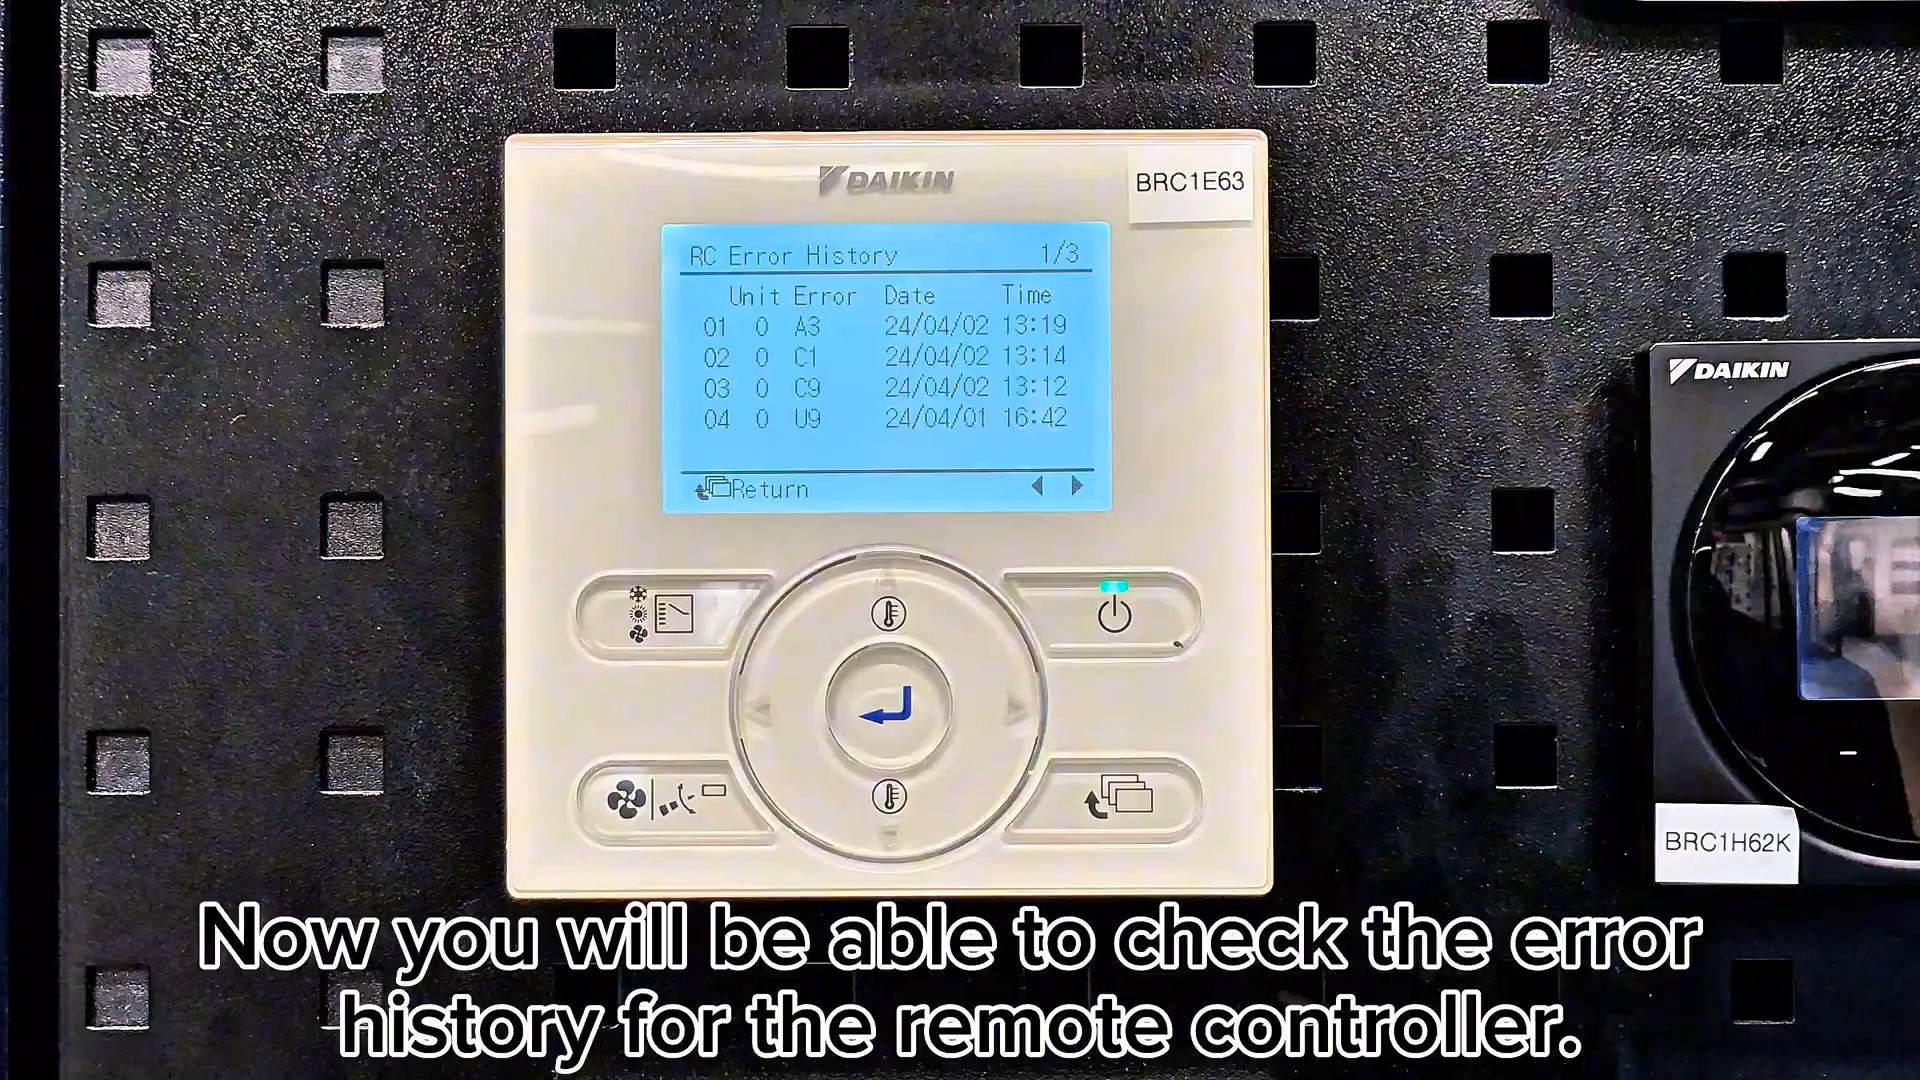 DAIKIN
BRC1E63
RC Error History 1/3
Unit Error Date Time
01 0 A3 24/04/02 13:19
02 0 C1 24/04/02 13:14
03 0 C9 24/04/02 13:12
04 0 U9 24/04/01 16:42
Return
DAIKIN
BRC1H62K
Now you will be able to check the error
history for the remote controller.